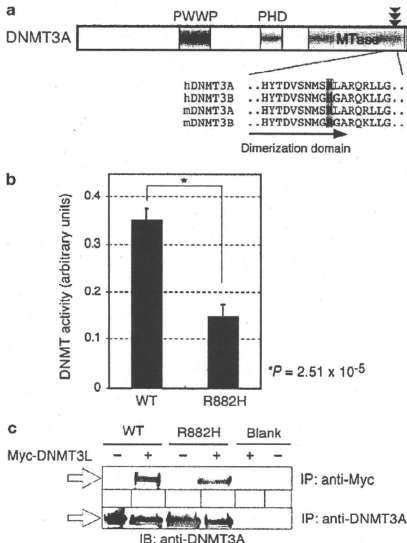 a
PWWP PHD
DNMT3A MTase
hDNMT3A ..HYTDVSNMSRLARQRLLG..
hDNMT3B ..HYTDVSNMGRGARQKLLG..
mDNMT3A ..HYTDVSNMSRLARQRLLG..
mDNMT3B ..HYTDVSNMGRGARQKLLG..
Dimerization domain
b
DNMT activity (arbitrary units)
0.4
0.3
0.2
0.1
0
*
WT R882H
*P = 2.51 x 10-5
c
WT R882H Blank
Myc-DNMT3L - + - + + -
IP: anti-Myc
IP: anti-DNMT3A
IB: anti-DNMT3A